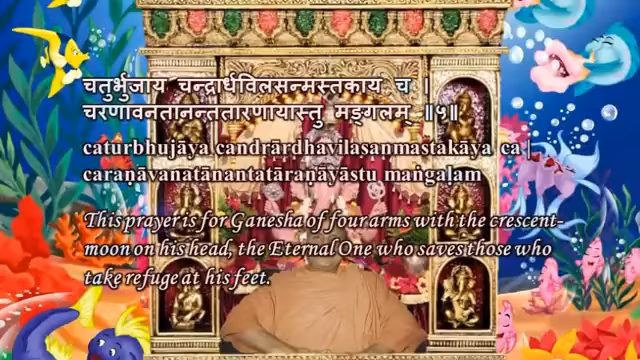 चतुर्भुजाय चन्द्रार्धविलसन्मस्तकाय च ।
चरणावनतानन्ततारणायास्तु मङ्गलम् ॥५॥
caturbhujāya candrārdhavilasanmastakāya ca |
caraṇāvanatānantatāraṇāyāstu maṅgaḷam
This prayer is for Ganesha of four arms with the crescent-
moon on his head, the Eternal One who saves those who
take refuge at his feet.